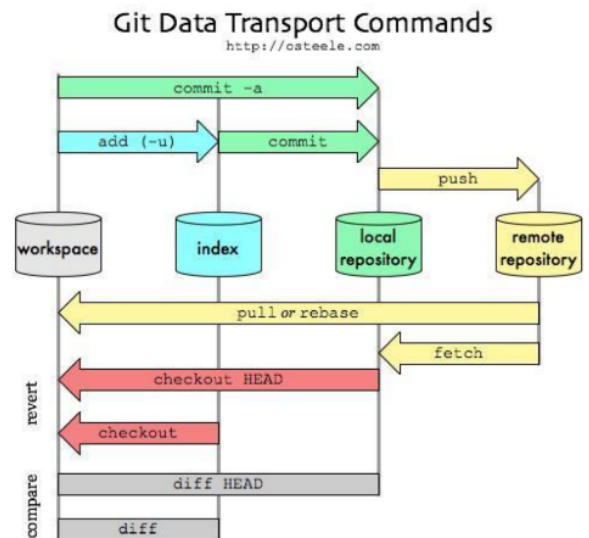 Git Data Transport Commands
http://osteele.com
commit -a
add (-u)
commit
push
workspace
index
local
repository
remote
repository
pull or rebase
fetch
revert
checkout HEAD
checkout
compare
diff HEAD
diff